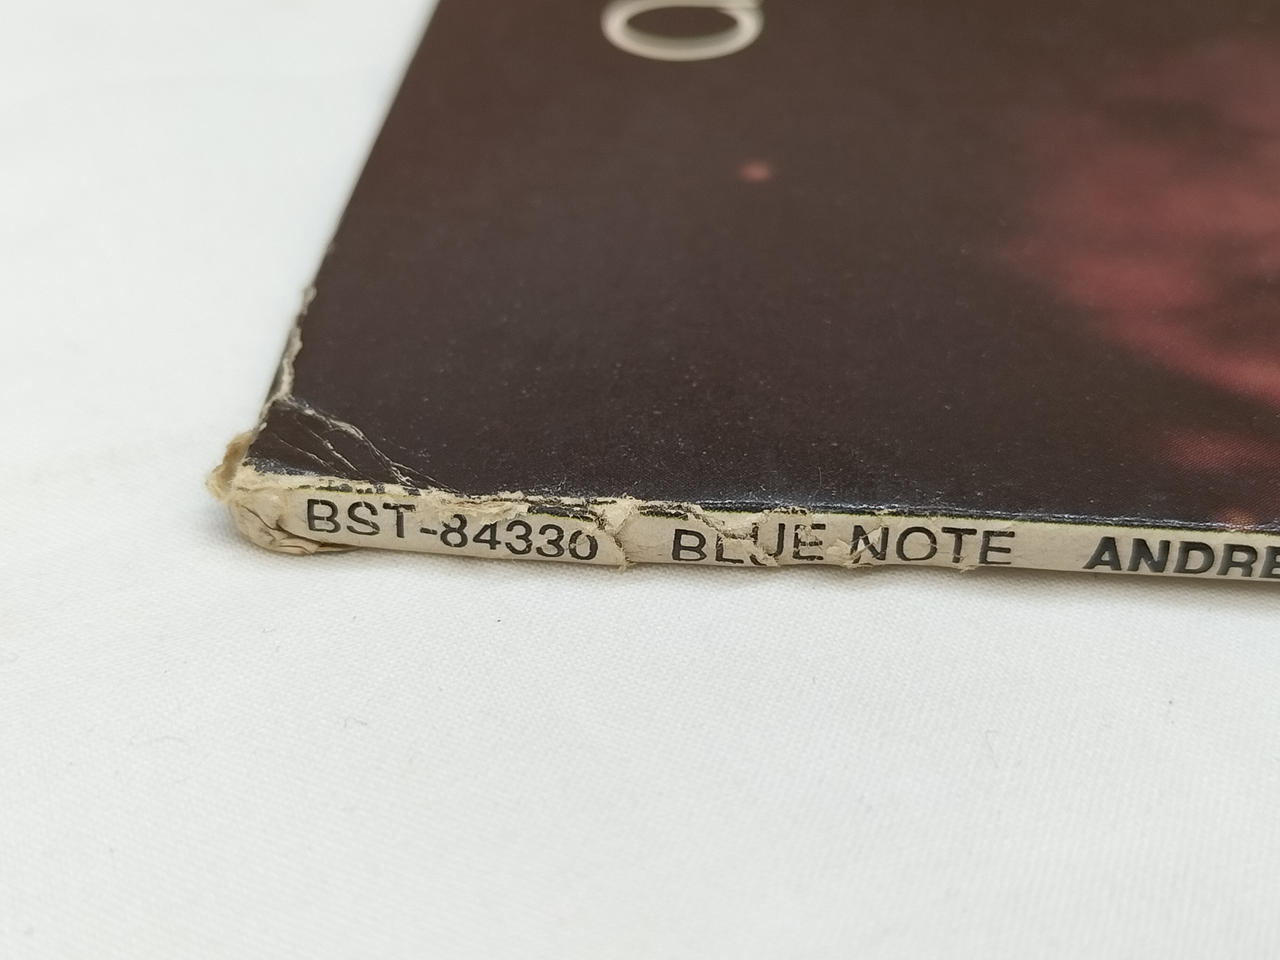 BST-84330 BLUE NOTE ANDRE